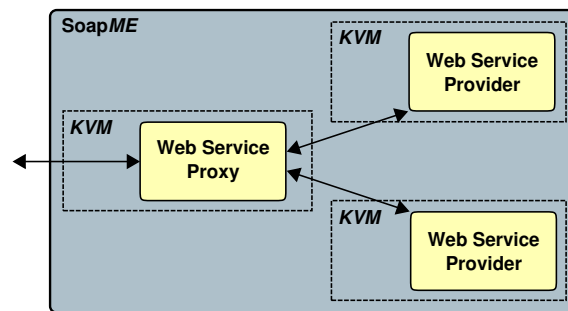 SoapME
KVM
Web Service
Provider
KVM
Web Service
Proxy
KVM
Web Service
Provider